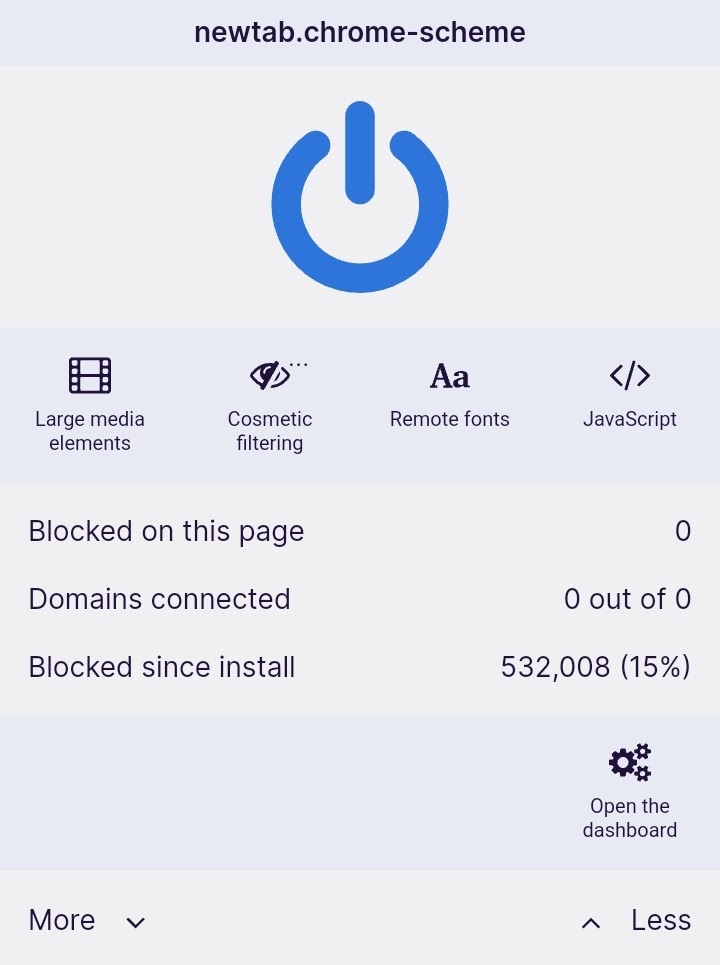 newtab.chrome-scheme
Large media
elements
Cosmetic
filtering
Aa
Remote fonts
</>
JavaScript
Blocked on this page 0
Domains connected 0 out of 0
Blocked since install 532,008 (15%)
Open the
dashboard
More Less